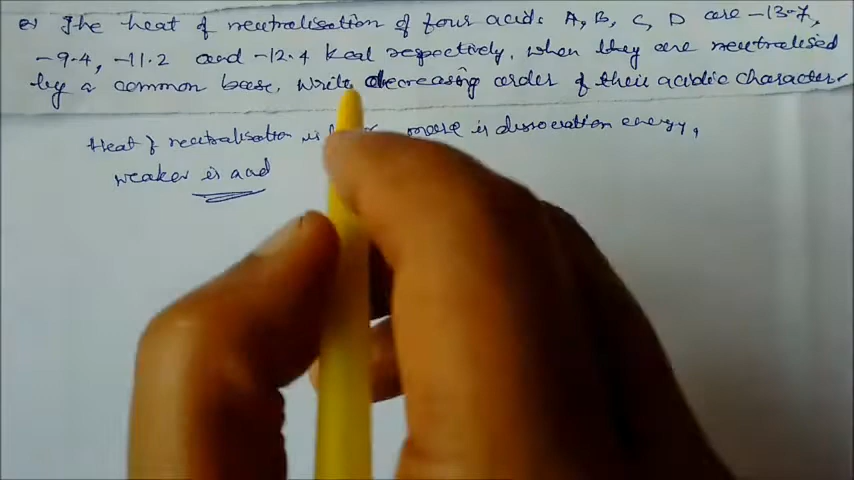 e) The heat of neutralisation of four acids A, B, C, D are -13.7,
-9.4, -11.2 and -12.4 Kcal respectively, when they are neutralised
by a common base. Write decreasing order of their acidic character.
Heat of neutralisation is more is dissociation energy,
weaker is acid